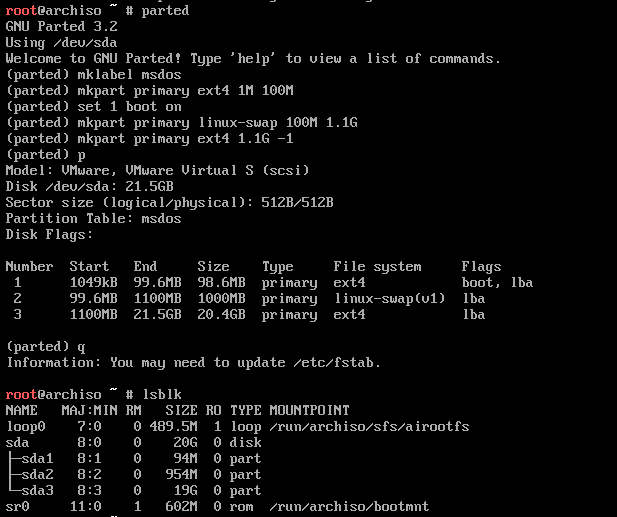 root@archiso ~ # parted
GNU Parted 3.2
Using /dev/sda
Welcome to GNU Parted! Type 'help' to view a list of commands.
(parted) mklabel msdos
(parted) mkpart primary ext4 1M 100M
(parted) set 1 boot on
(parted) mkpart primary linux-swap 100M 1.1G
(parted) mkpart primary ext4 1.1G -1
(parted) p
Model: VMware, VMware Virtual S (scsi)
Disk /dev/sda: 21.5GB
Sector size (logical/physical): 512B/512B
Partition Table: msdos
Disk Flags:

Number  Start   End     Size    Type     File system     Flags
 1      1049kB  99.6MB  98.6MB  primary  ext4            boot, lba
 2      99.6MB  1100MB  1000MB  primary  linux-swap(v1)  lba
 3      1100MB  21.5GB  20.4GB  primary  ext4            lba

(parted) q
Information: You may need to update /etc/fstab.

root@archiso ~ # lsblk
NAME   MAJ:MIN RM   SIZE RO TYPE MOUNTPOINT
loop0    7:0    0 489.5M  1 loop /run/archiso/sfs/airootfs
sda      8:0    0    20G  0 disk
├─sda1   8:1    0    94M  0 part
├─sda2   8:2    0   954M  0 part
└─sda3   8:3    0    19G  0 part
sr0     11:0    1   602M  0 rom  /run/archiso/bootmnt